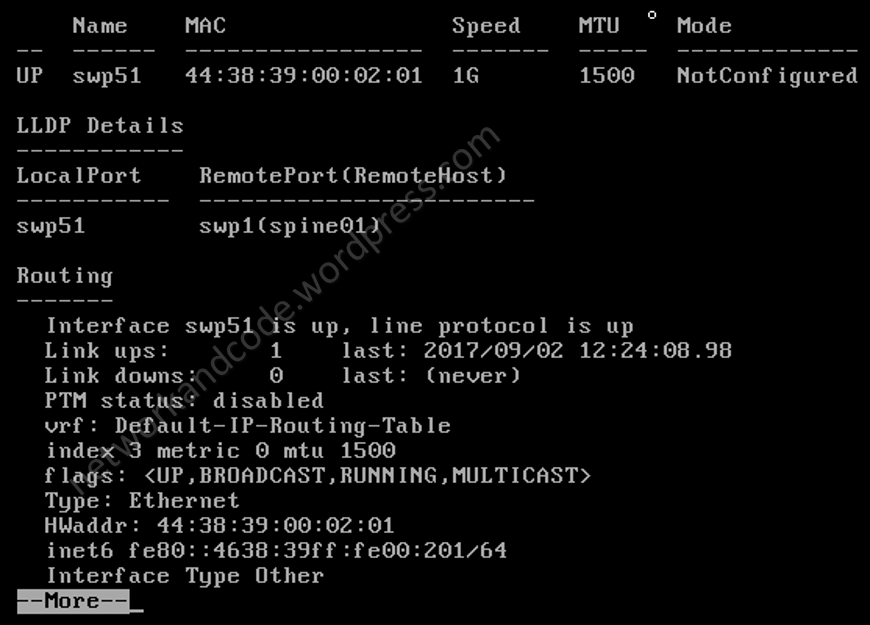 Name MAC Speed MTU Mode
-- ------ ----------------- ------- ----- -------------
UP swp51 44:38:39:00:02:01 1G 1500 NotConfigured
LLDP Details
------------
LocalPort RemotePort(RemoteHost)
----------- ------------------------
swp51 swp1(spine01)
Routing
-------
Interface swp51 is up, line protocol is up
Link ups: 1 last: 2017/09/02 12:24:08.98
Link downs: 0 last: (never)
PTM status: disabled
vrf: Default-IP-Routing-Table
index 3 metric 0 mtu 1500
flags: <UP,BROADCAST,RUNNING,MULTICAST>
Type: Ethernet
HWaddr: 44:38:39:00:02:01
inet6 fe80::4638:39ff:fe00:201/64
Interface Type Other
--More--_
networkandcode.wordpress.com